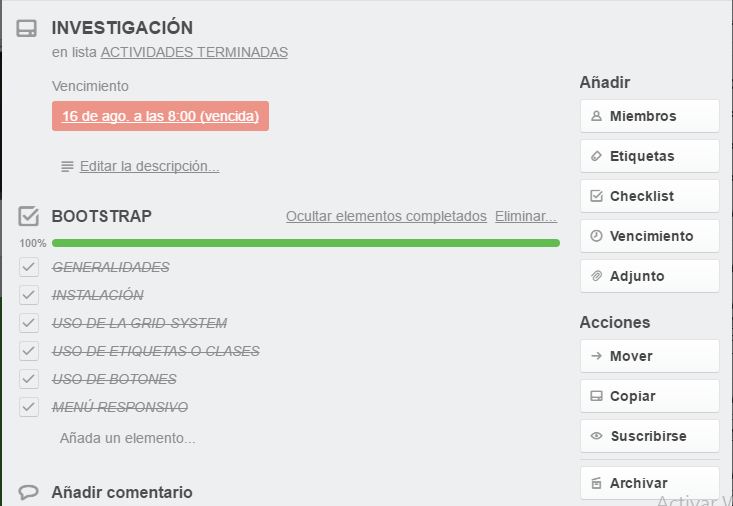 INVESTIGACIÓN
en lista ACTIVIDADES TERMINADAS
Vencimiento
16 de ago. a las 8:00 (vencida)
Editar la descripción...
BOOTSTRAP
Ocultar elementos completados Eliminar...
100%
GENERALIDADES
INSTALACIÓN
USO DE LA GRID SYSTEM
USO DE ETIQUETAS O CLASES
USO DE BOTONES
MENÚ RESPONSIVO
Añada un elemento...
Añadir comentario
Añadir
Miembros
Etiquetas
Checklist
Vencimiento
Adjunto
Acciones
Mover
Copiar
Suscribirse
Archivar
Activar